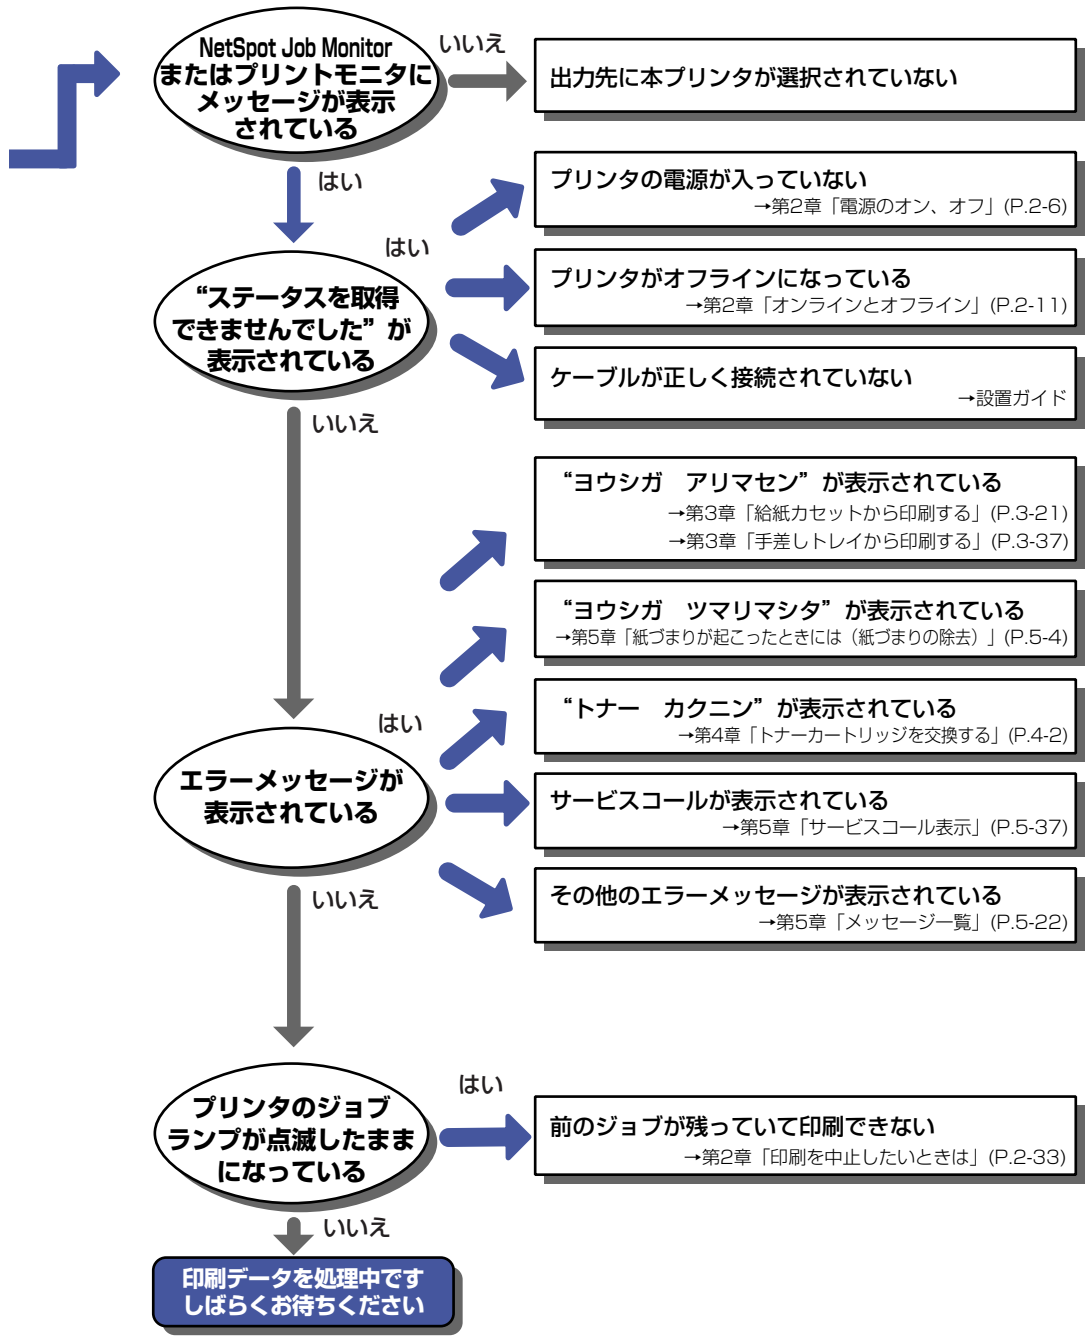 NetSpot Job Monitor
またはプリントモニタに
メッセージが表示
されている
いいえ
出力先に本プリンタが選択されていない
はい
プリンタの電源が入っていない
→第2章「電源のオン、オフ」(P.2-6)
はい
“ステータスを取得
できませんでした”が
表示されている
プリンタがオフラインになっている
→第2章「オンラインとオフライン」(P.2-11)
ケーブルが正しく接続されていない
→設置ガイド
いいえ
“ヨウシガ　アリマセン”が表示されている
→第3章「給紙カセットから印刷する」(P.3-21)
→第3章「手差しトレイから印刷する」(P.3-37)
“ヨウシガ　ツマリマシタ”が表示されている
→第5章「紙づまりが起こったときには（紙づまりの除去）」(P.5-4)
はい
“トナー　カクニン”が表示されている
→第4章「トナーカートリッジを交換する」(P.4-2)
エラーメッセージが
表示されている
サービスコールが表示されている
→第5章「サービスコール表示」(P.5-37)
その他のエラーメッセージが表示されている
→第5章「メッセージ一覧」(P.5-22)
いいえ
プリンタのジョブ
ランプが点滅したまま
になっている
はい
前のジョブが残っていて印刷できない
→第2章「印刷を中止したいときは」(P.2-33)
いいえ
印刷データを処理中です
しばらくお待ちください